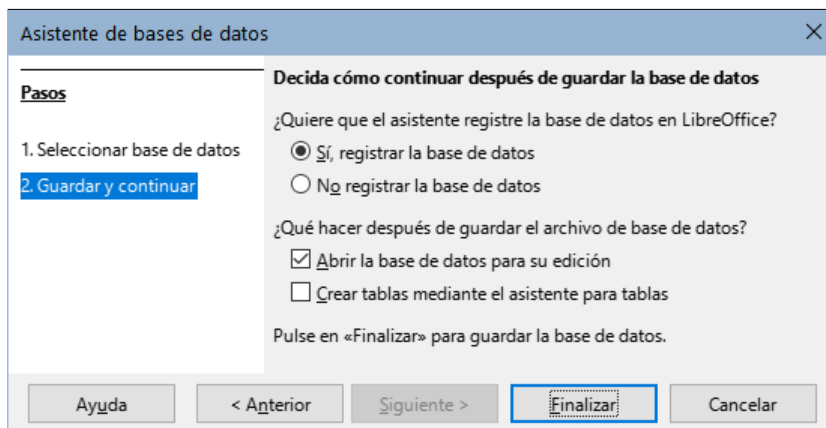 Asistente de bases de datos
Pasos
1. Seleccionar base de datos
2. Guardar y continuar
Decida cómo continuar después de guardar la base de datos
¿Quiere que el asistente registre la base de datos en LibreOffice?
Sí, registrar la base de datos
No registrar la base de datos
¿Qué hacer después de guardar el archivo de base de datos?
Abrir la base de datos para su edición
Crear tablas mediante el asistente para tablas
Pulse en «Finalizar» para guardar la base de datos.
Ayuda
< Anterior
Siguiente >
Finalizar
Cancelar